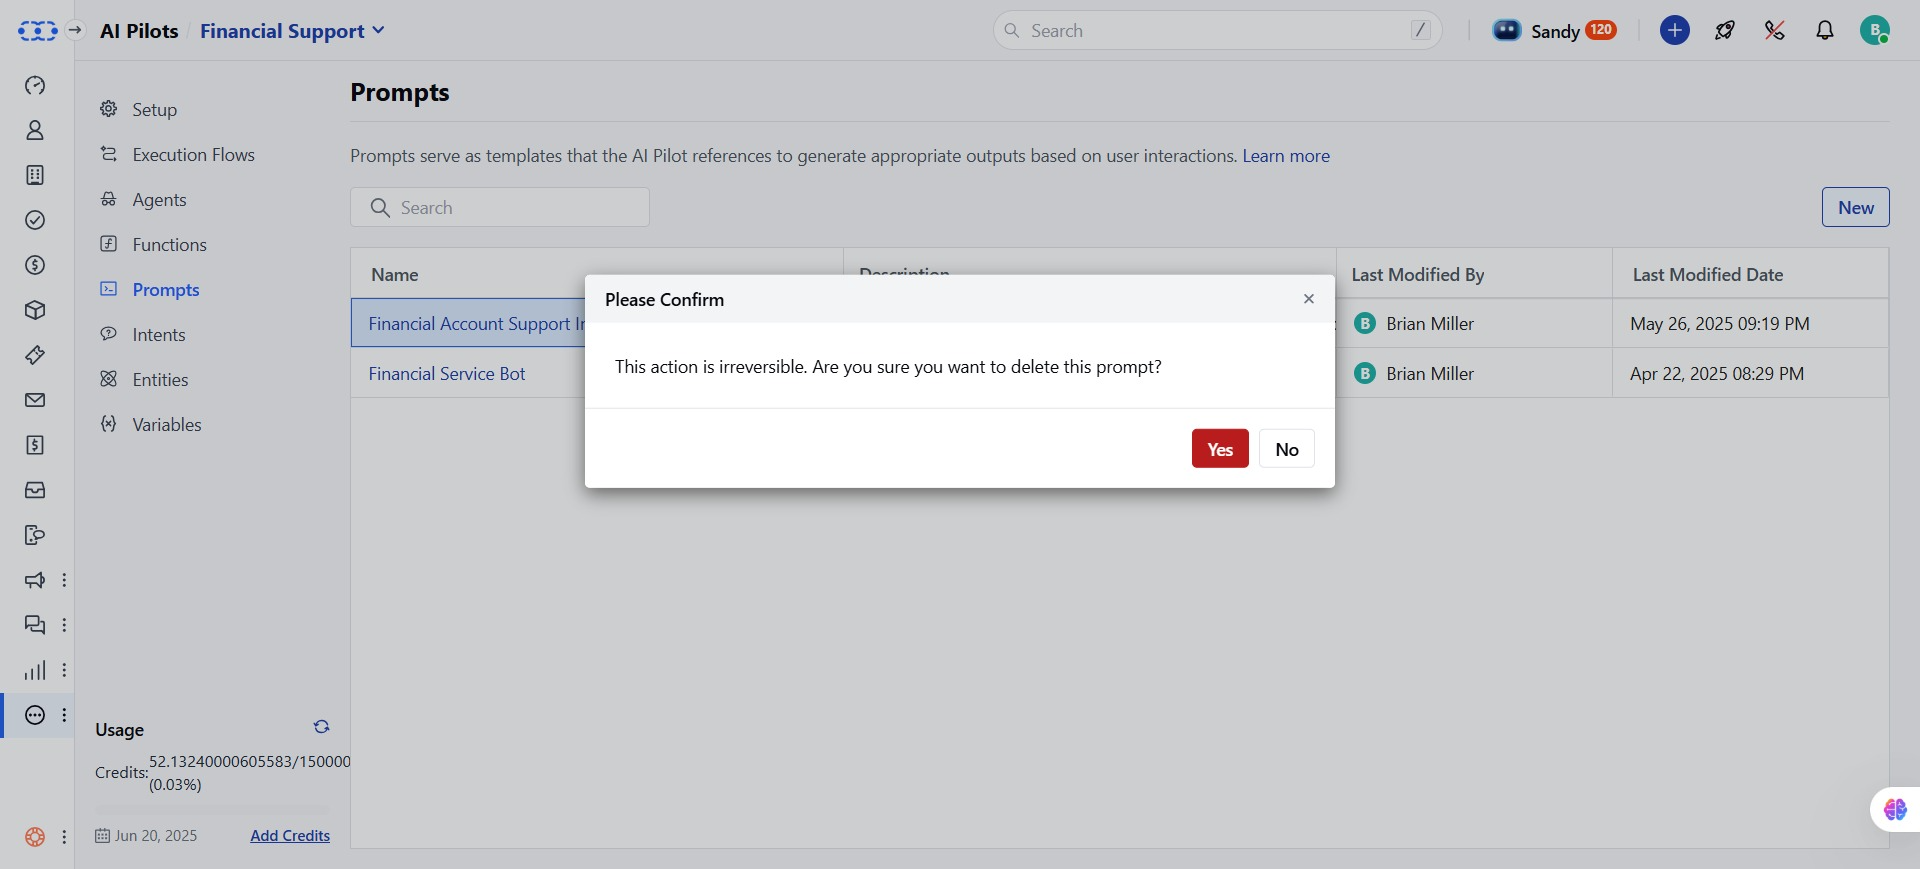 AI Pilots / Financial Support
Search /
Sandy 120
B
Setup
Execution Flows
Agents
Functions
Prompts
Intents
Entities
Variables
Usage
Credits: 52.13240000605583/150000
(0.03%)
Jun 20, 2025 Add Credits
Prompts
Prompts serve as templates that the AI Pilot references to generate appropriate outputs based on user interactions. Learn more
Search
New
Name Description Last Modified By Last Modified Date
Financial Account Support B Brian Miller May 26, 2025 09:19 PM
Financial Service Bot B Brian Miller Apr 22, 2025 08:29 PM
Please Confirm
This action is irreversible. Are you sure you want to delete this prompt?
Yes No